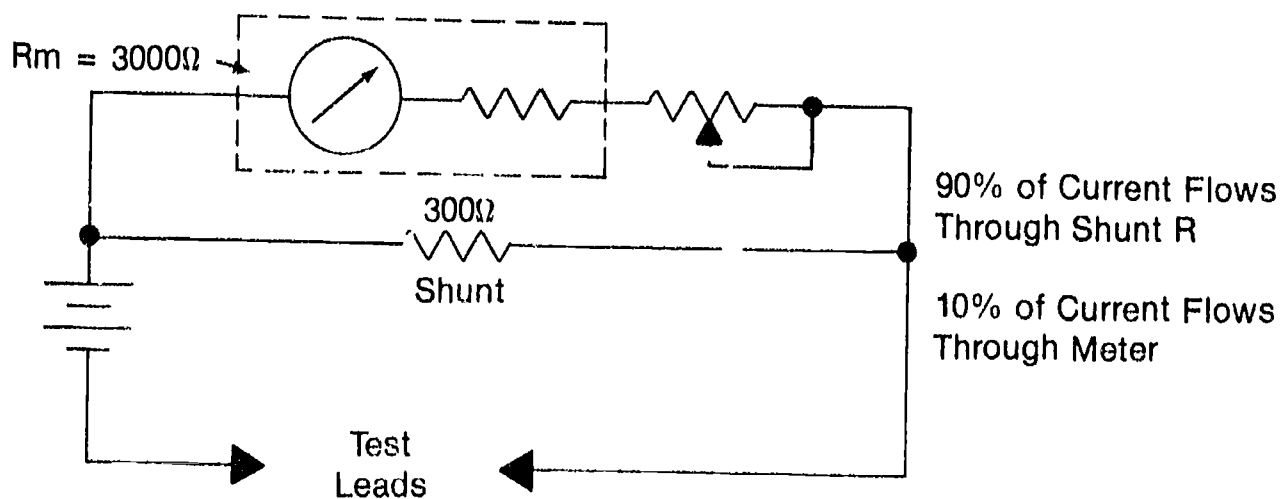 Rm = 3000Ω
300Ω
Shunt
90% of Current Flows
Through Shunt R
10% of Current Flows
Through Meter
Test
Leads